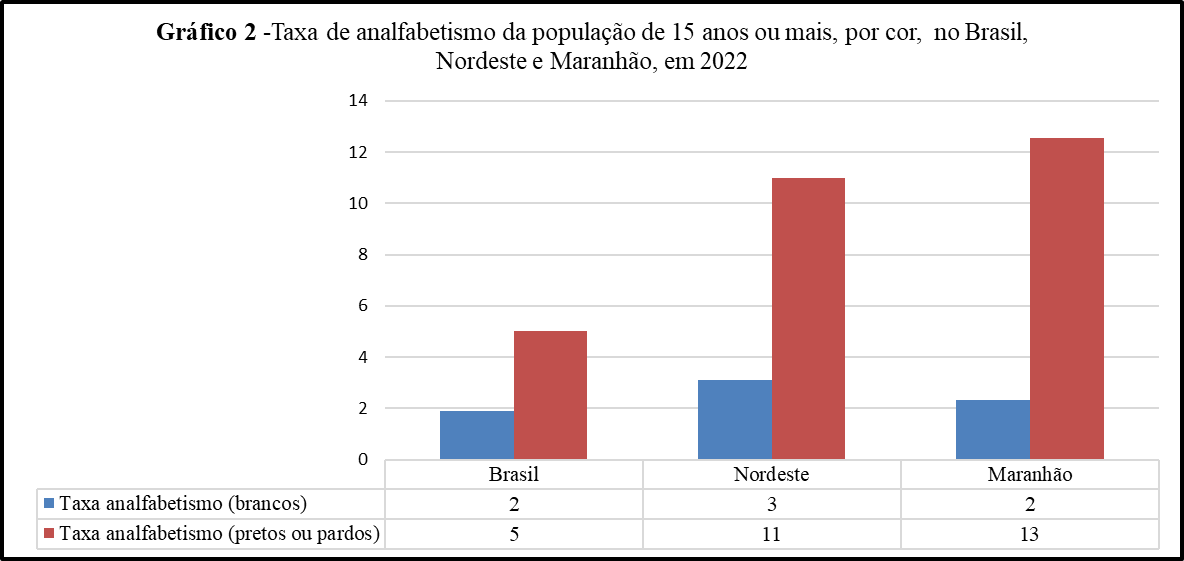 Gráfico 2 -Taxa de analfabetismo da população de 15 anos ou mais, por cor, no Brasil,
Nordeste e Maranhão, em 2022
14
12
10
8
6
4
2
0
Brasil Nordeste Maranhão
Taxa analfabetismo (brancos) 2 3 2
Taxa analfabetismo (pretos ou pardos) 5 11 13